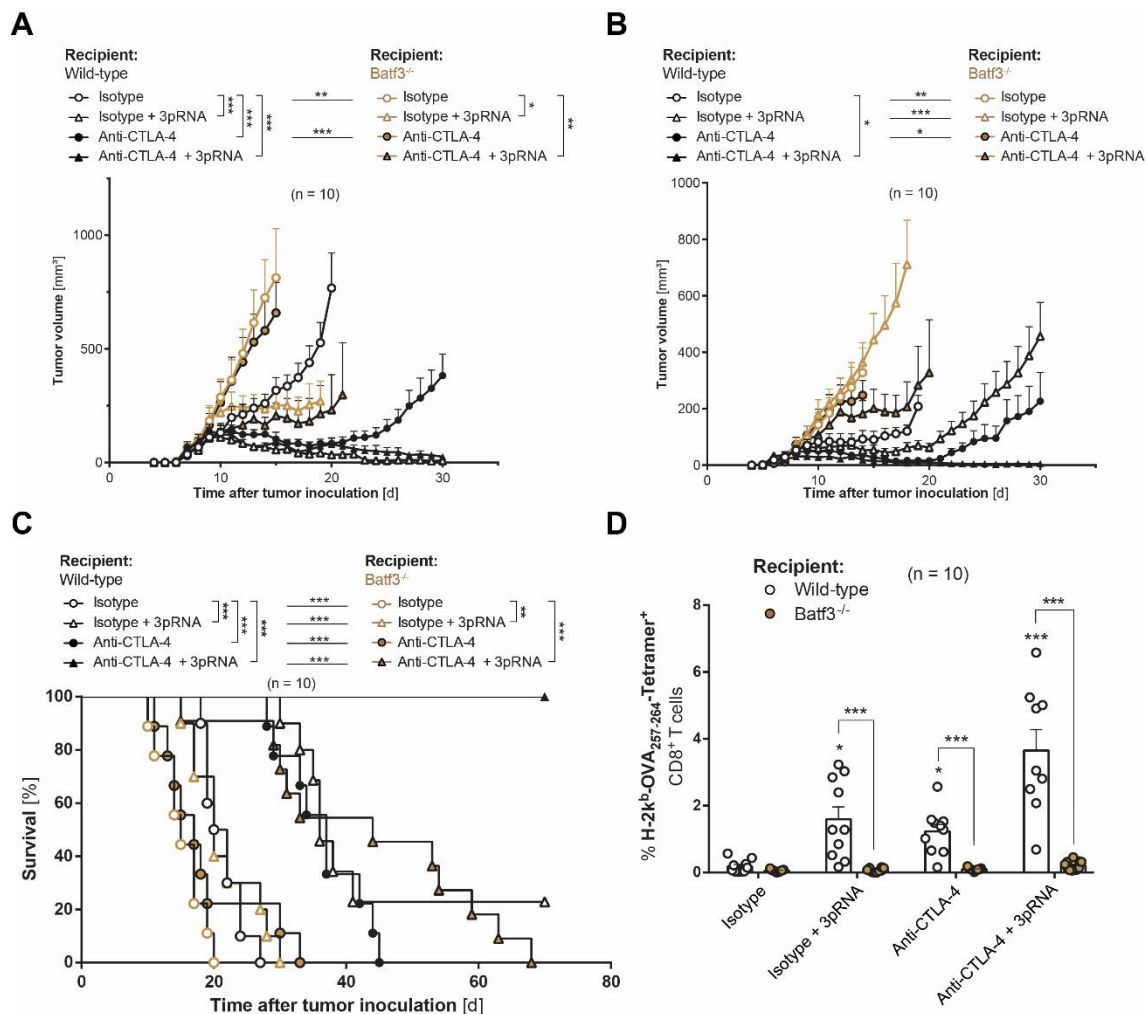 A
Recipient:
Wild-type
Isotype
Isotype + 3pRNA
Anti-CTLA-4
Anti-CTLA-4 + 3pRNA
***
***
***
**
***
Recipient:
Batf3-/-
Isotype
Isotype + 3pRNA
Anti-CTLA-4
Anti-CTLA-4 + 3pRNA
*
**
(n = 10)
Tumor volume [mm³]
1000
500
0
0
10
20
30
Time after tumor inoculation [d]
B
Recipient:
Wild-type
Isotype
Isotype + 3pRNA
Anti-CTLA-4
Anti-CTLA-4 + 3pRNA
*
**
***
*
Recipient:
Batf3-/-
Isotype
Isotype + 3pRNA
Anti-CTLA-4
Anti-CTLA-4 + 3pRNA
(n = 10)
Tumor volume [mm³]
1000
800
600
400
200
0
0
10
20
30
Time after tumor inoculation [d]
C
Recipient:
Wild-type
Isotype
Isotype + 3pRNA
Anti-CTLA-4
Anti-CTLA-4 + 3pRNA
***
***
***
***
***
***
***
Recipient:
Batf3-/-
Isotype
Isotype + 3pRNA
Anti-CTLA-4
Anti-CTLA-4 + 3pRNA
**
***
(n = 10)
Survival [%]
100
80
60
40
20
0
0
20
40
60
80
Time after tumor inoculation [d]
D
Recipient:
Wild-type
Batf3-/-
(n = 10)
% H-2kᵇ-OVA257-264-Tetramer⁺
CD8⁺ T cells
8
6
4
2
0
*
***
*
***
***
***
Isotype
Isotype + 3pRNA
Anti-CTLA-4
Anti-CTLA-4 + 3pRNA